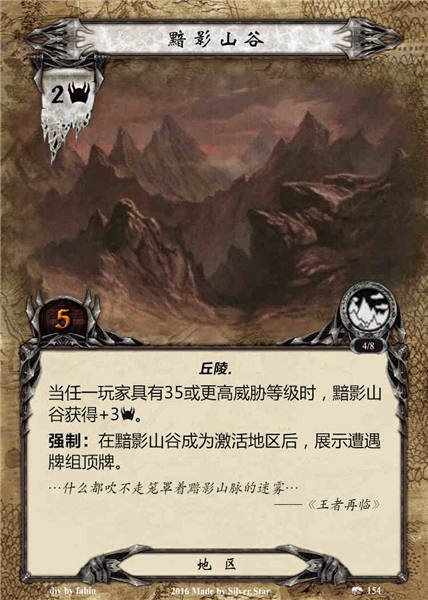 黯影山谷
2
5
4/8
丘陵.
当任一玩家具有35或更高威胁等级时，黯影山
谷获得+3。
强制：在黯影山谷成为激活地区后，展示遭遇
牌组顶牌。
…什么都吹不走笼罩着黯影山脉的迷雾…
——《王者再临》
地区
diy by fabio
2016 Made by Silver Star
154